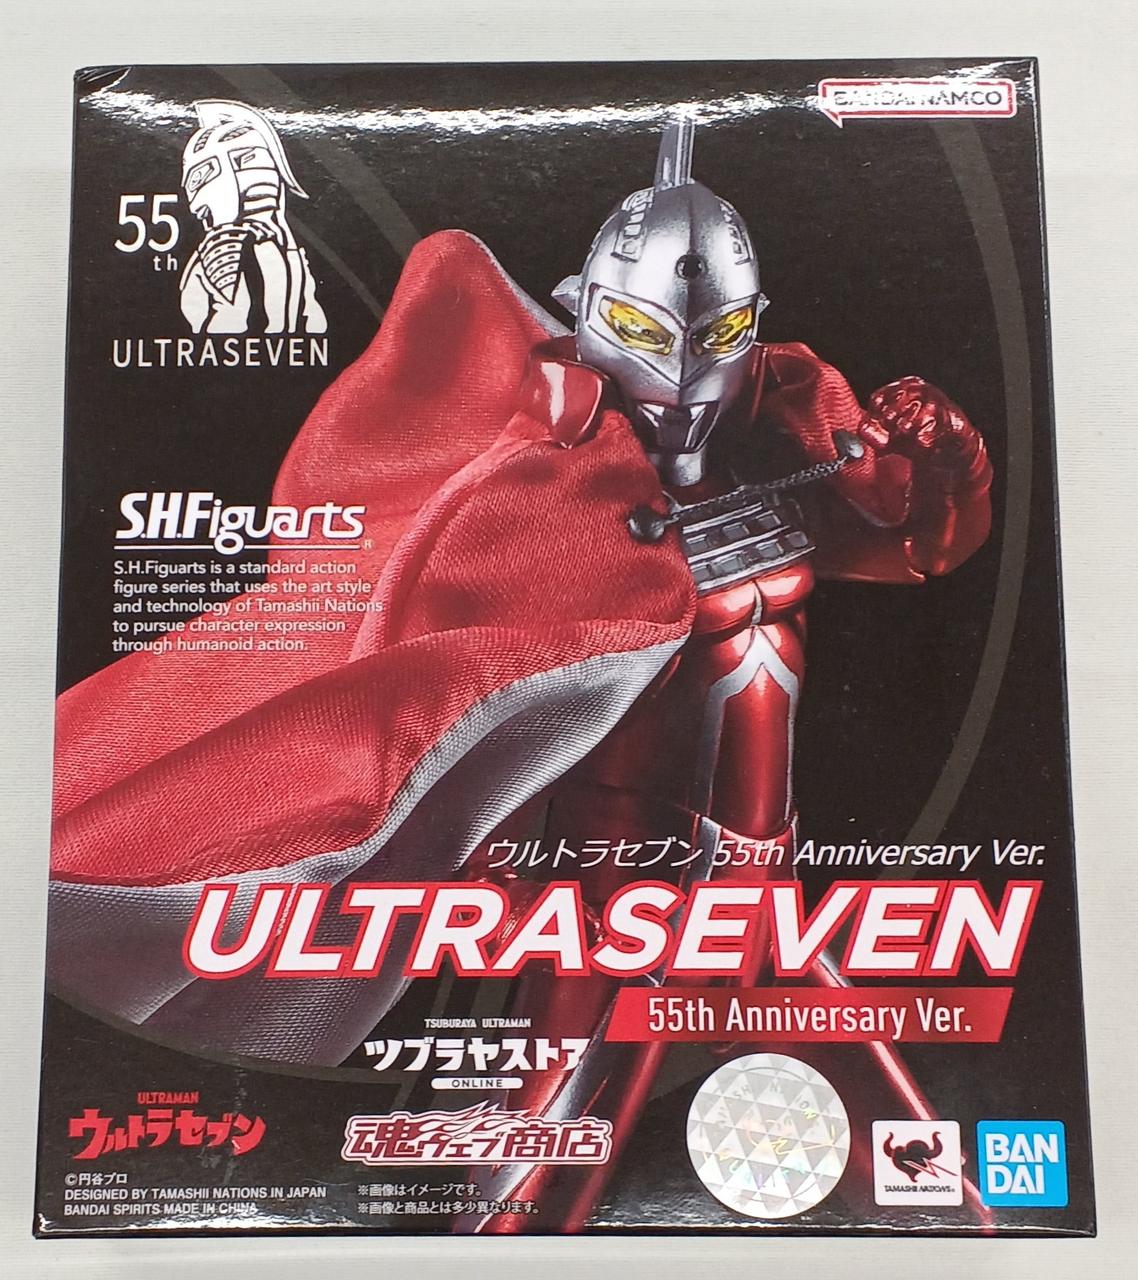 BANDAI NAMCO
55
th
ULTRASEVEN
S.H.Figuarts
®
S.H.Figuarts is a standard action
figure series that uses the art style
and technology of Tamashii Nations
to pursue character expression
through humanoid action.
ウルトラセブン 55th Anniversary Ver.
ULTRASEVEN
55th Anniversary Ver.
TSUBURAYA ULTRAMAN
ツブラヤストア
ONLINE
ULTRAMAN
ウルトラセブン
魂ウェブ商店
©円谷プロ
DESIGNED BY TAMASHII NATIONS IN JAPAN
BANDAI SPIRITS MADE IN CHINA
※画像はイメージです。
※画像と商品とは多少異なります。
TAMASHII NATIONS®
BAN
DAI